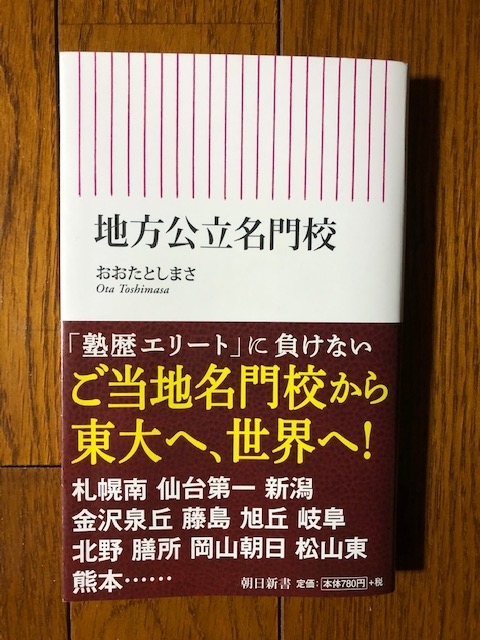 地方公立名門校
おおたとしまさ
Ota Toshimasa
「塾歴エリート」に負けない
ご当地名門校から
東大へ、世界へ!
札幌南 仙台第一 新潟
金沢泉丘 藤島 旭丘 岐阜
北野 膳所 岡山朝日 松山東
熊本……
朝日新書 定価:本体780円+税